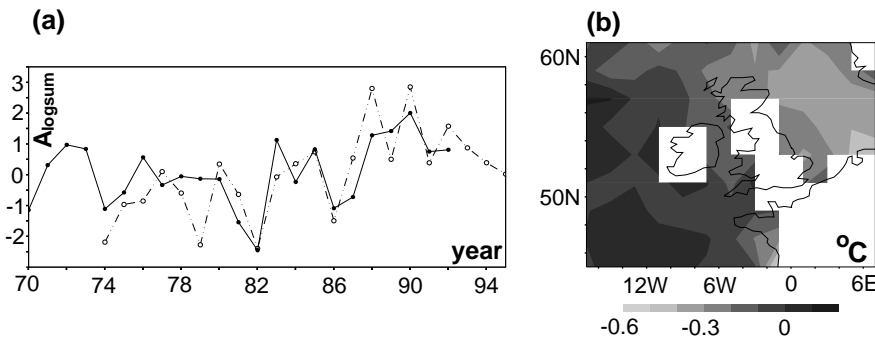 (a)
A_logsum
3
2
1
0
-1
-2
year
70 74 78 82 86 90 94
(b)
60N
50N
°C
12W 6W 0 6E
-0.6 -0.3 0